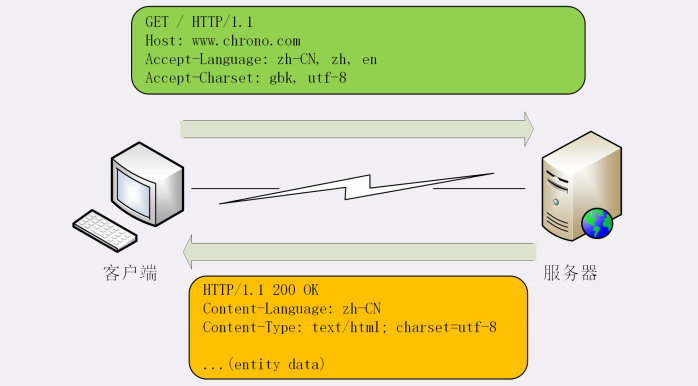 GET / HTTP/1.1
Host: www.chrono.com
Accept-Language: zh-CN, zh, en
Accept-Charset: gbk, utf-8
客户端
服务器
HTTP/1.1 200 OK
Content-Language: zh-CN
Content-Type: text/html; charset=utf-8
...(entity data)